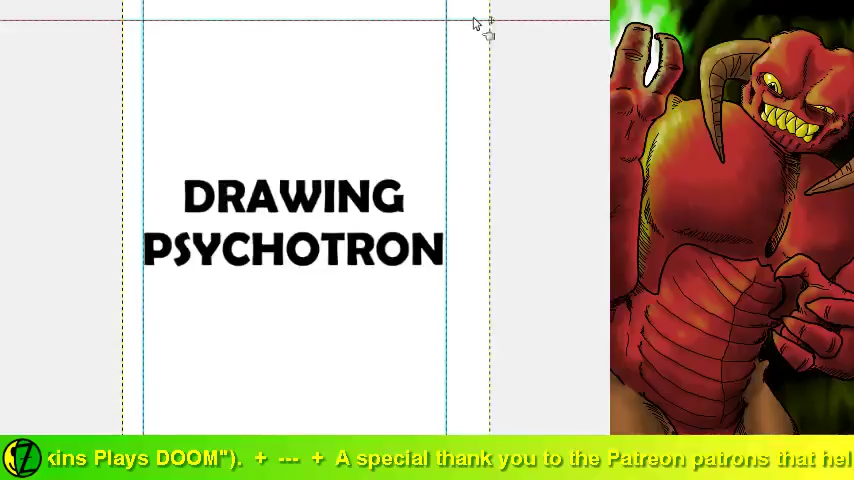 DRAWING
PSYCHOTRON
kins Plays DOOM"). + --- + A special thank you to the Patreon patrons that hel